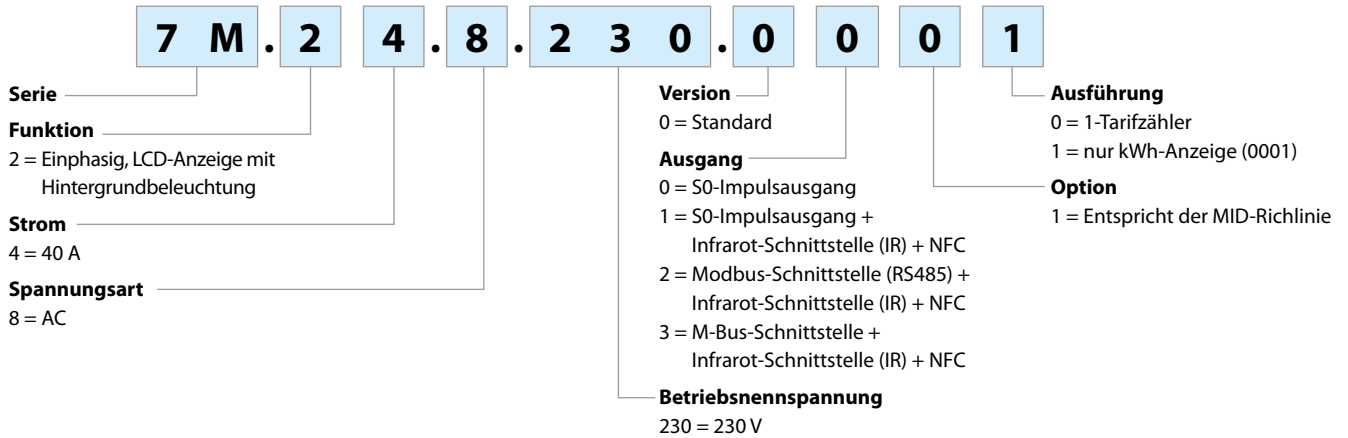 7 M . 2 4 . 8 . 2 3 0 . 0 0 0 1
Serie
Funktion
2 = Einphasig, LCD-Anzeige mit
Hintergrundbeleuchtung
Strom
4 = 40 A
Spannungsart
8 = AC
Version
0 = Standard
Ausgang
0 = S0-Impulsausgang
1 = S0-Impulsausgang +
Infrarot-Schnittstelle (IR) + NFC
2 = Modbus-Schnittstelle (RS485) +
Infrarot-Schnittstelle (IR) + NFC
3 = M-Bus-Schnittstelle +
Infrarot-Schnittstelle (IR) + NFC
Betriebsnennspannung
230 = 230 V
Ausführung
0 = 1-Tarifzähler
1 = nur kWh-Anzeige (0001)
Option
1 = Entspricht der MID-Richlinie